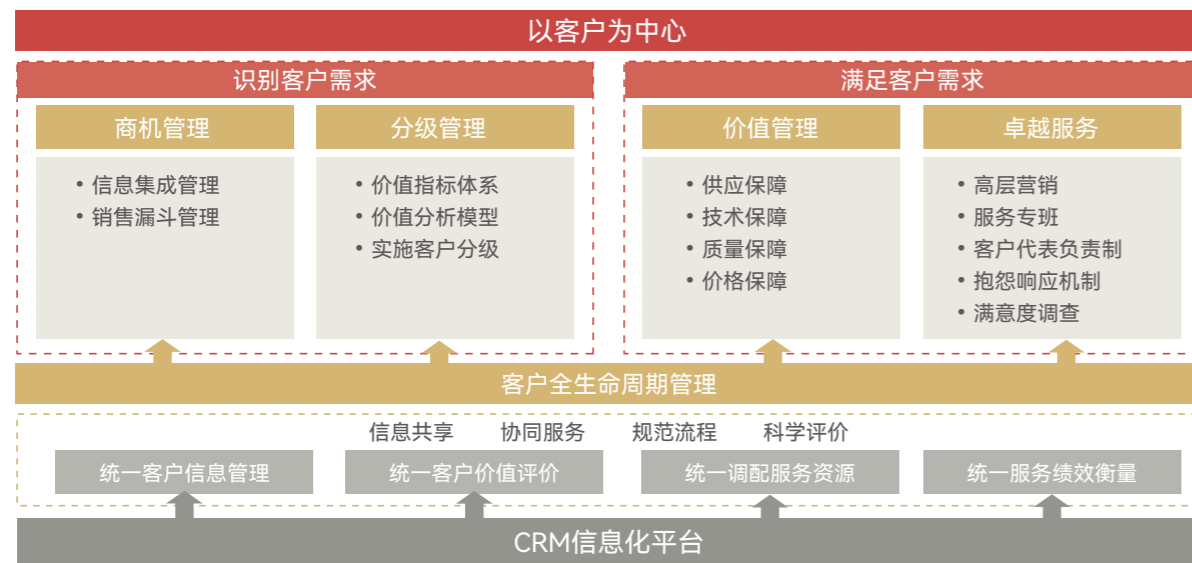 以客户为中心
识别客户需求
商机管理
• 信息集成管理
• 销售漏斗管理
分级管理
• 价值指标体系
• 价值分析模型
• 实施客户分级
满足客户需求
价值管理
• 供应保障
• 技术保障
• 质量保障
• 价格保障
卓越服务
• 高层营销
• 服务专班
• 客户代表负责制
• 抱怨响应机制
• 满意度调查
客户全生命周期管理
信息共享 协同服务 规范流程 科学评价
统一客户信息管理
统一客户价值评价
统一调配服务资源
统一服务绩效衡量
CRM信息化平台